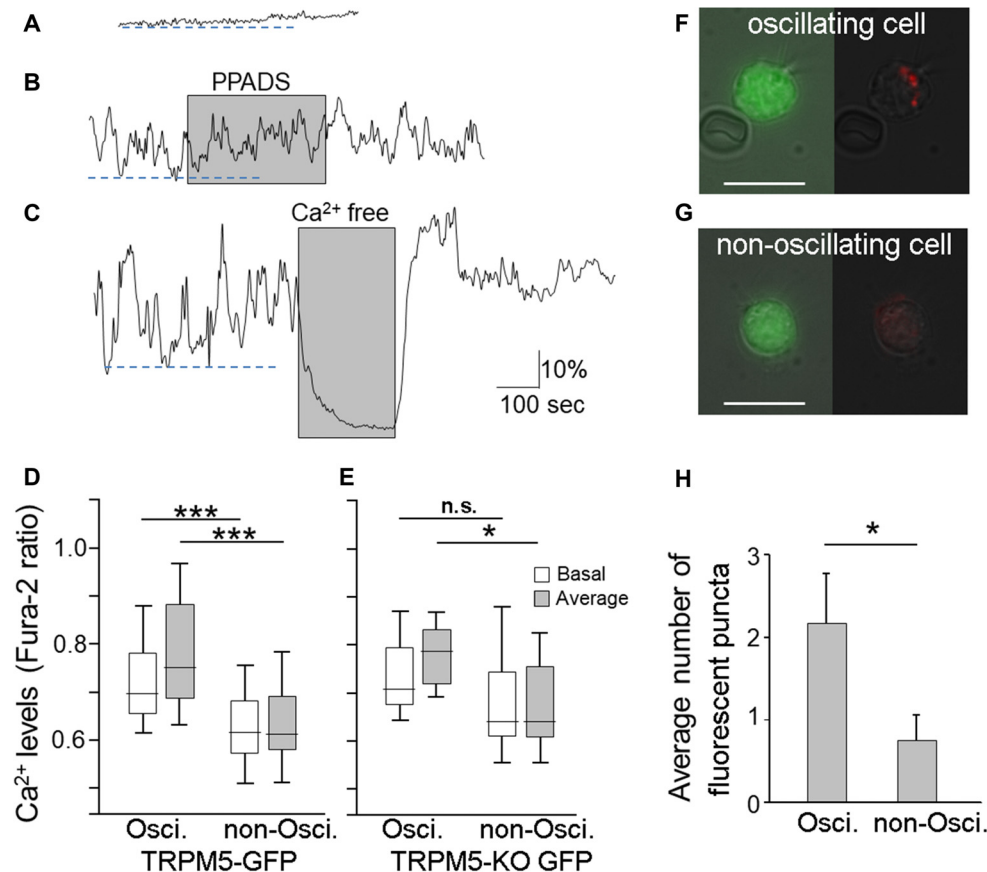 A
B
PPADS
C
Ca²⁺ free
10%
100 sec
F
oscillating cell
G
non-oscillating cell
D
Ca²⁺ levels (Fura-2 ratio)
1.0
0.8
0.6
***
***
Osci.
non-Osci.
TRPM5-GFP
E
n.s.
*
Basal
Average
Osci.
non-Osci.
TRPM5-KO GFP
H
Average number of
fluorescent puncta
3
2
1
0
*
Osci.
non-Osci.